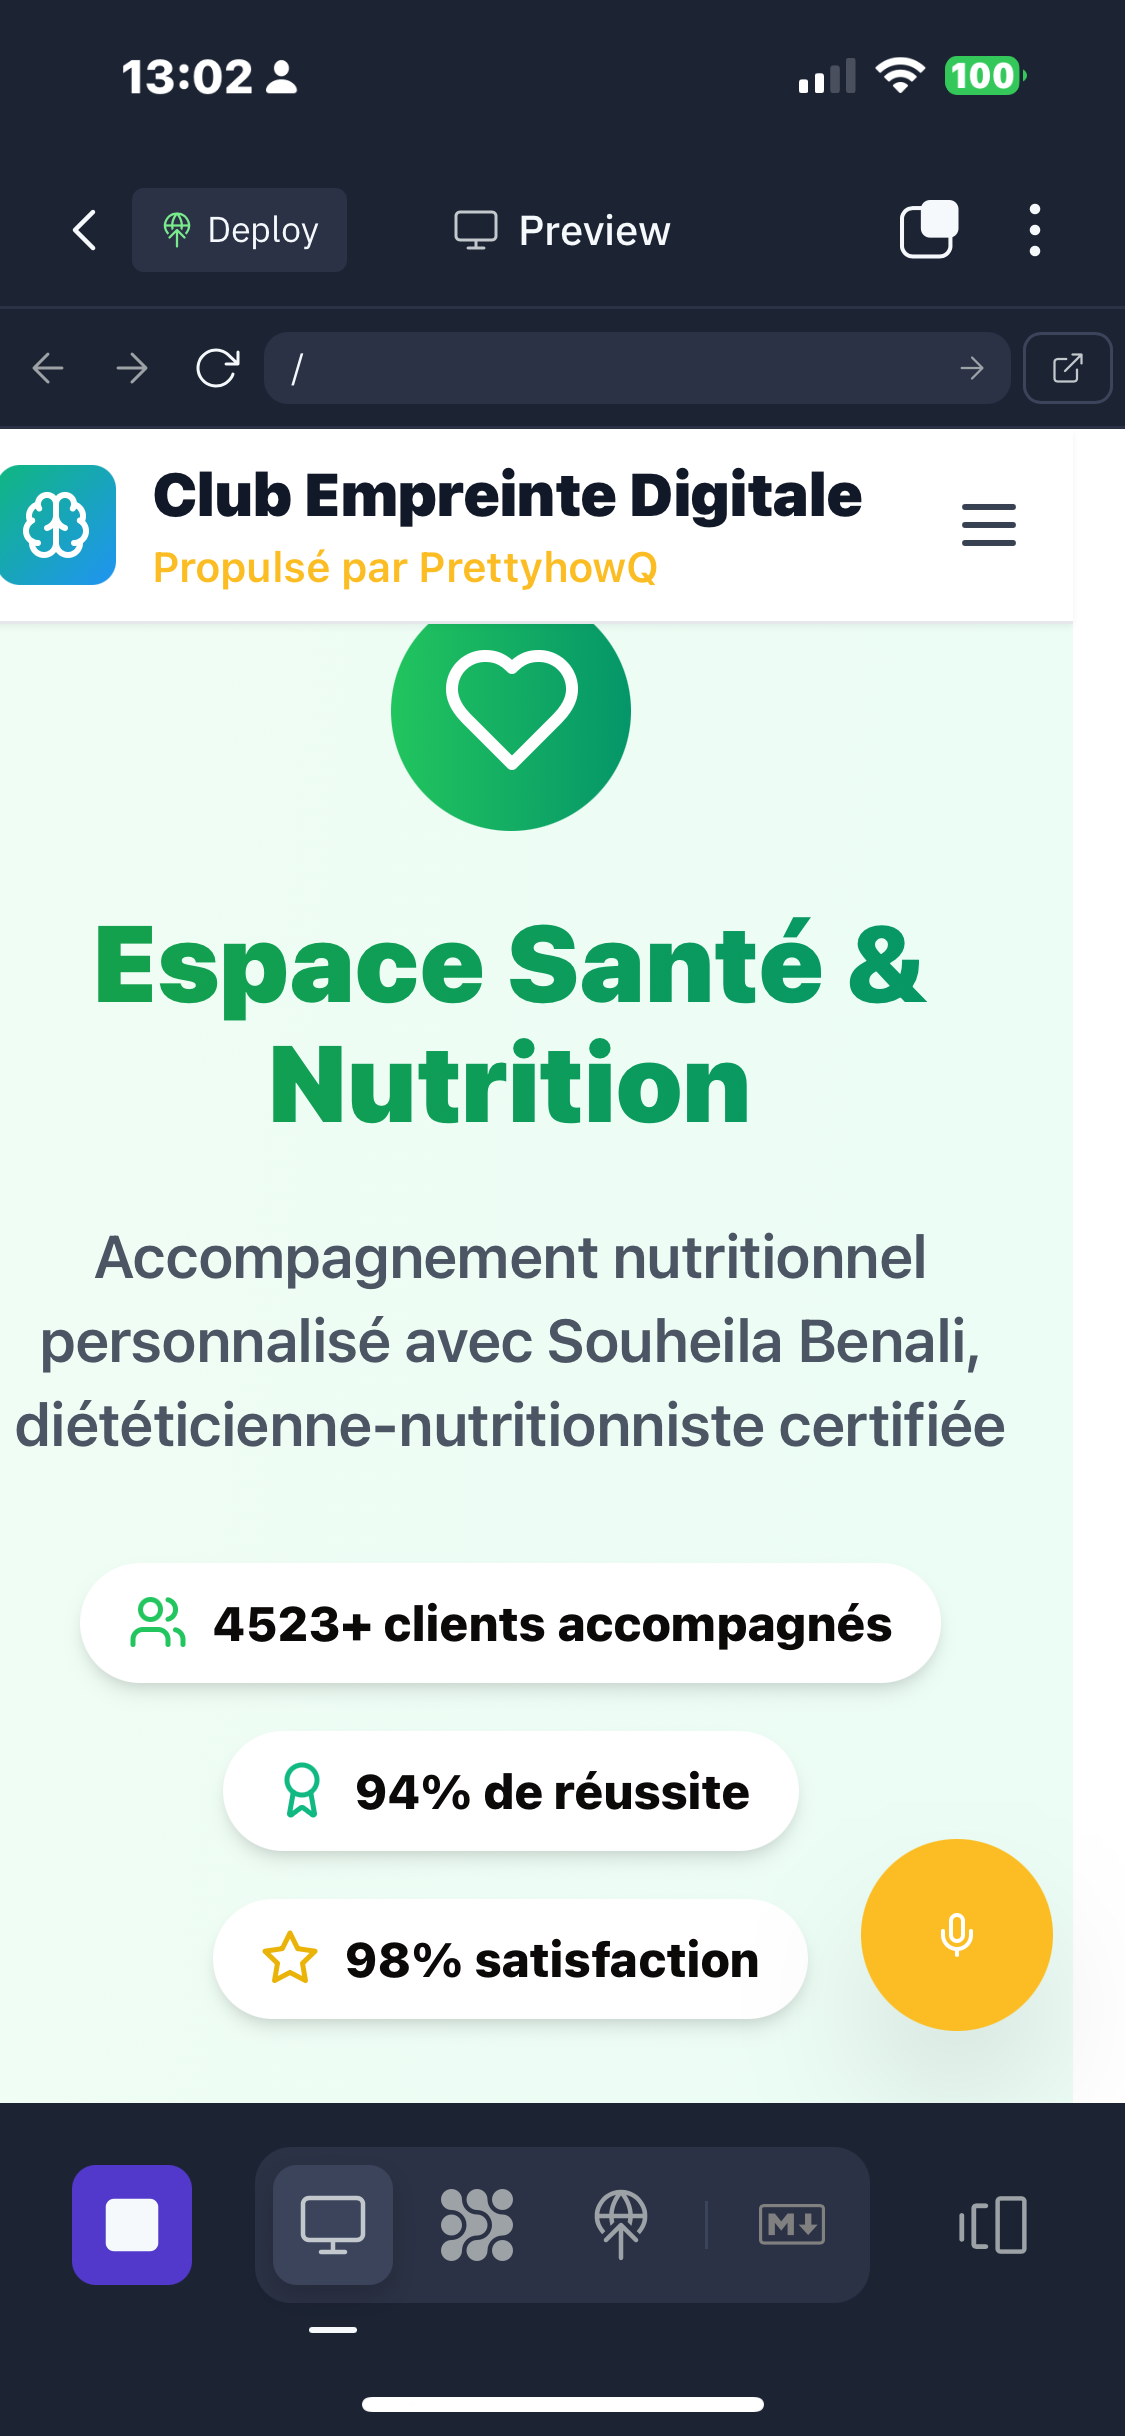 13:02
100
Deploy
Preview
/
Club Empreinte Digitale
Propulsé par PrettyhowQ
Espace Santé &
Nutrition
Accompagnement nutritionnel
personnalisé avec Souheila Benali,
diététicienne-nutritionniste certifiée
4523+ clients accompagnés
94% de réussite
98% satisfaction
M